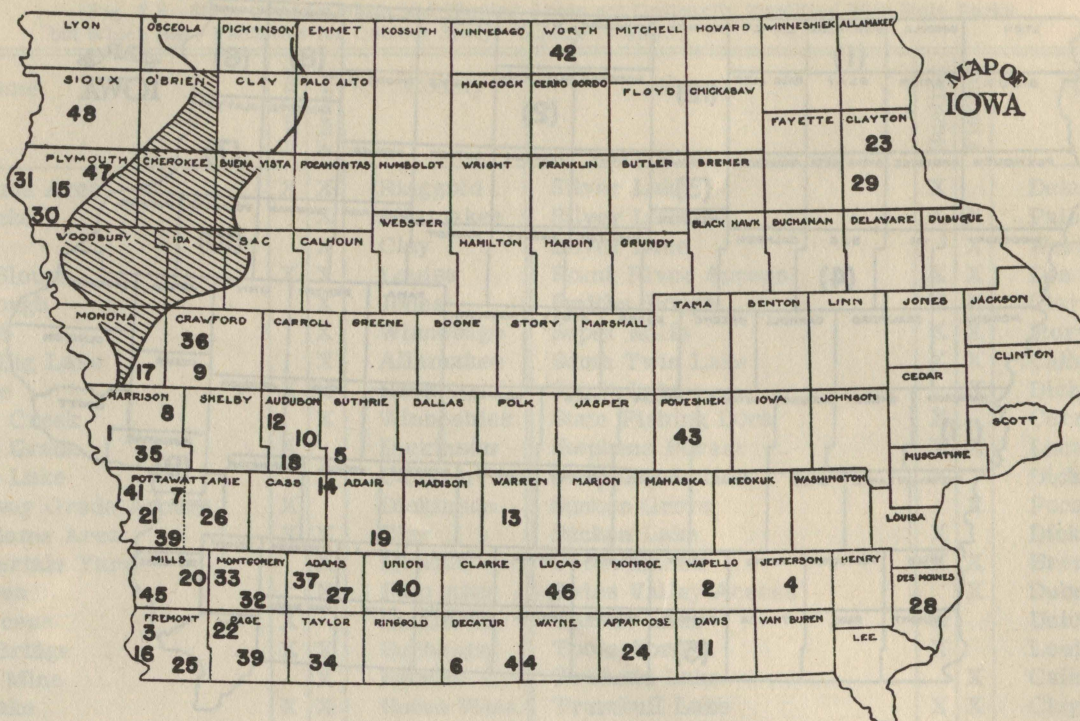 LYON OSCEOLA DICKINSON EMMET KOSSUTH WINNEBAGO WORTH MITCHELL HOWARD WINNESHIEK ALLAMAKEE
42
MAP OF
IOWA
SIOUX O'BRIEN CLAY PALO ALTO HANCOCK CERRO GORDO FLOYD CHICKASAW
48
FAYETTE CLAYTON
23
PLYMOUTH CHEROKEE BUENA VISTA POCAHONTAS HUMBOLDT WRIGHT FRANKLIN BUTLER BREMER
47
31 15 29
30
WEBSTER BLACK HAWK BUCHANAN DELAWARE DUBUQUE
WOODBURY IDA SAC CALHOUN HAMILTON HARDIN GRUNDY
TAMA BENTON LINN JONES JACKSON
MONONA CRAWFORD CARROLL GREENE BOONE STORY MARSHALL
36
17 9
CLINTON
CEDAR
HARRISON SHELBY AUDUBON GUTHRIE DALLAS POLK JASPER POWESHIEK IOWA JOHNSON
8 12
1 10 43
35 18 5
SCOTT
MUSCATINE
POTTAWATTAMIE CASS ADAIR MADISON WARREN MARION MAHASKA KEOKUK WASHINGTON
41 7 14
21 26 13
39 19
LOUISA
MILLS MONTGOMERY ADAMS UNION CLARKE LUCAS MONROE WAPELLO JEFFERSON HENRY
20 33 37 40 46 2 4
45 32 27
DES MOINES
28
FREMONT PAGE TAYLOR RINGGOLD DECATUR WAYNE APPANOOSE DAVIS VAN BUREN LEE
3 22
16 25 39 34 6 44 24 11